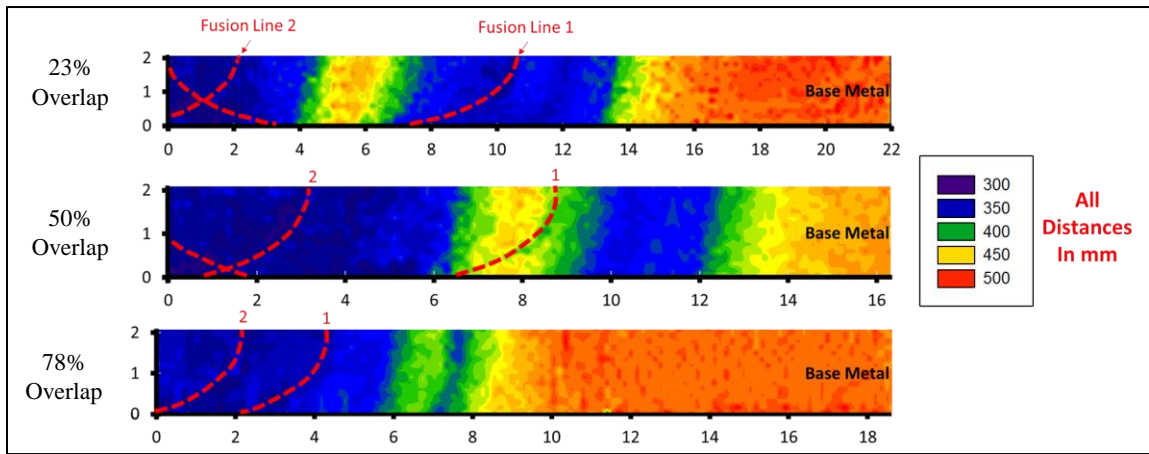 Fusion Line 2
Fusion Line 1
23%
Overlap
2
1
0
Base Metal
0 2 4 6 8 10 12 14 16 18 20 22
2
1
50%
Overlap
2
1
0
Base Metal
0 2 4 6 8 10 12 14 16
2
1
78%
Overlap
2
1
0
Base Metal
0 2 4 6 8 10 12 14 16 18
300
350
400
450
500
All
Distances
In mm